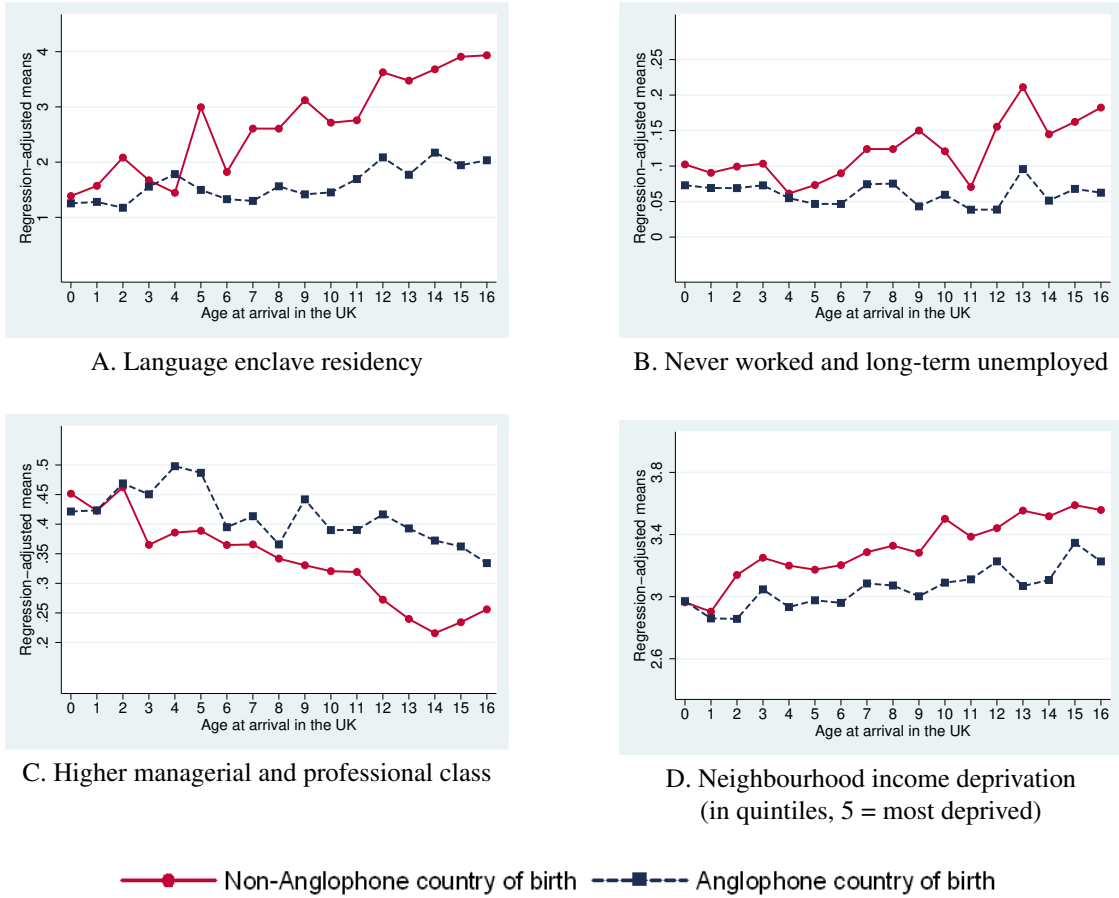 Regression−adjusted means
4
3
2
1
0 1 2 3 4 5 6 7 8 9 10 11 12 13 14 15 16
Age at arrival in the UK
A. Language enclave residency
Regression−adjusted means
.25
.2
.15
.1
.05
0
0 1 2 3 4 5 6 7 8 9 10 11 12 13 14 15 16
Age at arrival in the UK
B. Never worked and long-term unemployed
Regression−adjusted means
.5
.45
.4
.35
.3
.25
.2
0 1 2 3 4 5 6 7 8 9 10 11 12 13 14 15 16
Age at arrival in the UK
C. Higher managerial and professional class
Regression−adjusted means
3.8
3.4
3
2.6
0 1 2 3 4 5 6 7 8 9 10 11 12 13 14 15 16
Age at arrival in the UK
D. Neighbourhood income deprivation
(in quintiles, 5 = most deprived)
Non-Anglophone country of birth Anglophone country of birth